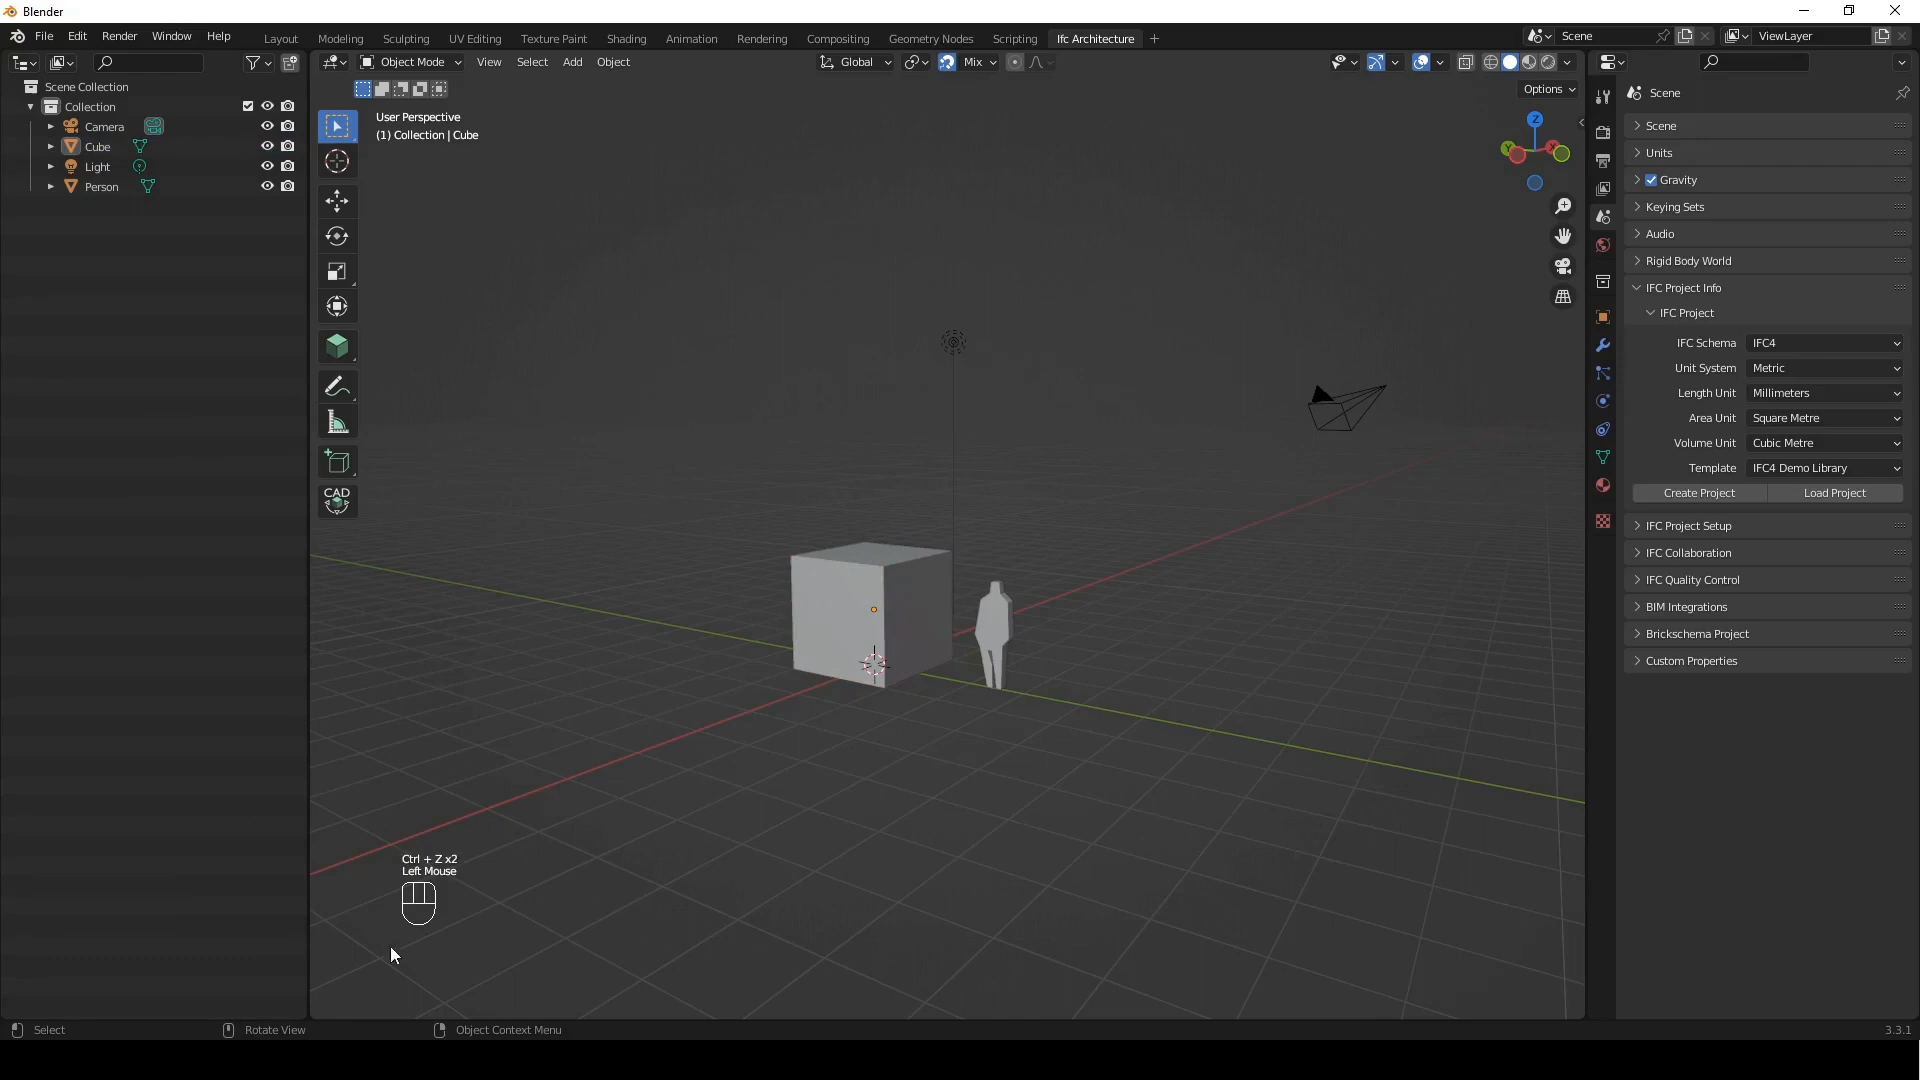 Blender
File Edit Render Window Help Layout Modeling Sculpting UV Editing Texture Paint Shading Animation Rendering Compositing Geometry Nodes Scripting Ifc Architecture Scene ViewLayer
Object Mode View Select Add Object Global Mix
Options
Scene Collection
Collection
Camera
Cube
Light
Person
User Perspective
(1) Collection | Cube
CAD
Z
Y
X
Ctrl + Z x2
Left Mouse
Scene
Scene
Units
Gravity
Keying Sets
Audio
Rigid Body World
IFC Project Info
IFC Project
IFC Schema IFC4
Unit System Metric
Length Unit Millimeters
Area Unit Square Metre
Volume Unit Cubic Metre
Template IFC4 Demo Library
Create Project Load Project
IFC Project Setup
IFC Collaboration
IFC Quality Control
BIM Integrations
Brickschema Project
Custom Properties
Select Rotate View Object Context Menu 3.3.1